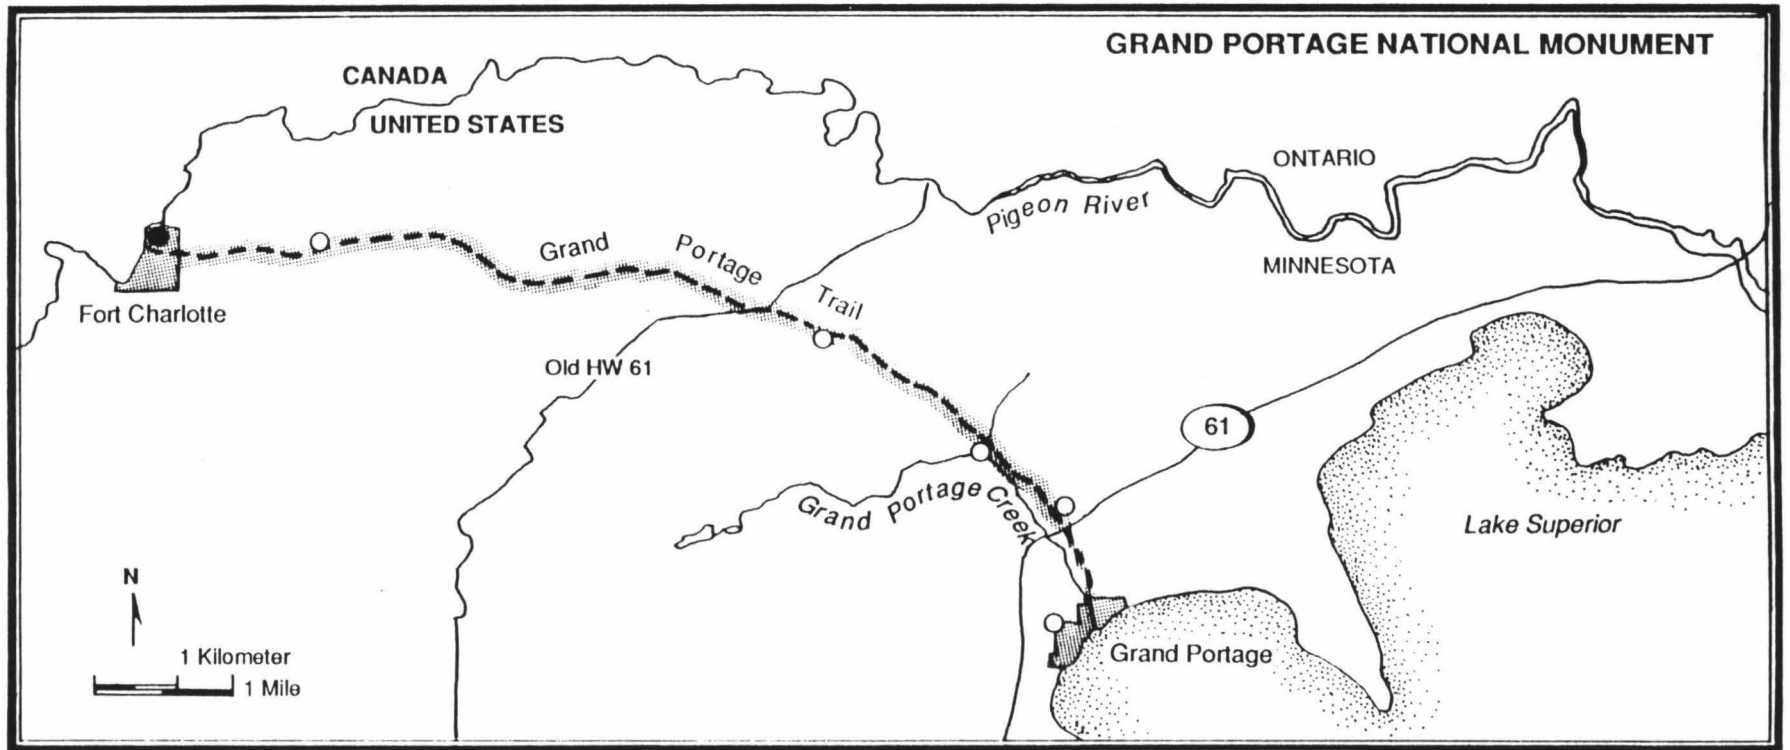 GRAND PORTAGE NATIONAL MONUMENT
CANADA
UNITED STATES
ONTARIO
Pigeon River
MINNESOTA
Grand Portage Trail
Fort Charlotte
Old HW 61
61
Grand Portage Creek
Lake Superior
N
Grand Portage
1 Kilometer
1 Mile